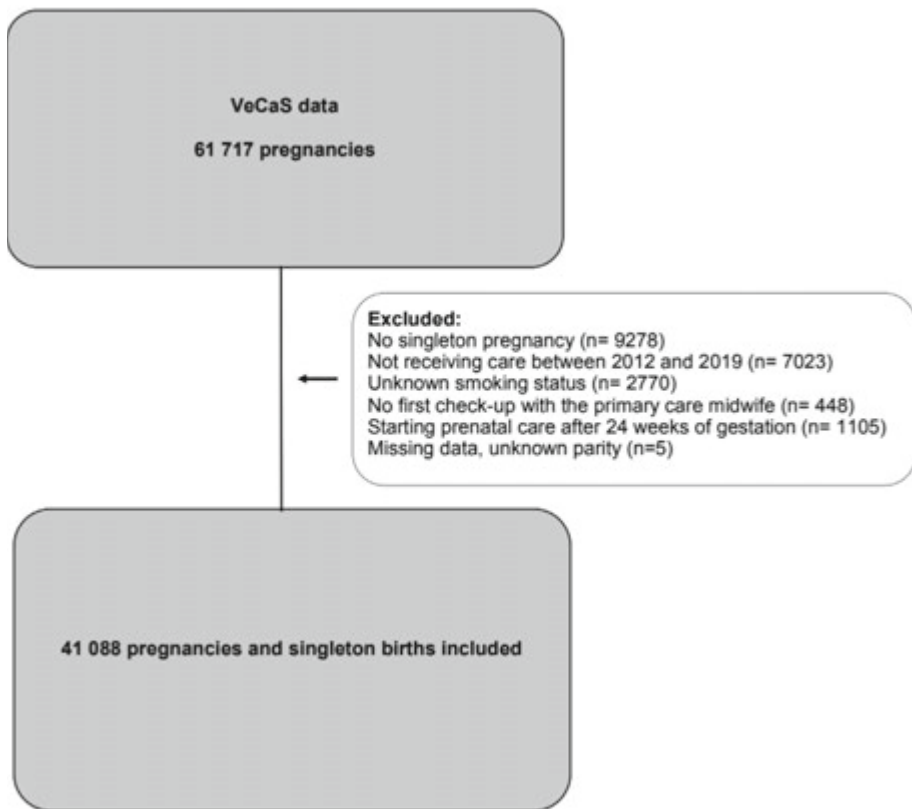 VeCaS data
61 717 pregnancies
Excluded:
No singleton pregnancy (n= 9278)
Not receiving care between 2012 and 2019 (n= 7023)
Unknown smoking status (n= 2770)
No first check-up with the primary care midwife (n= 448)
Starting prenatal care after 24 weeks of gestation (n= 1105)
Missing data, unknown parity (n=5)
41 088 pregnancies and singleton births included